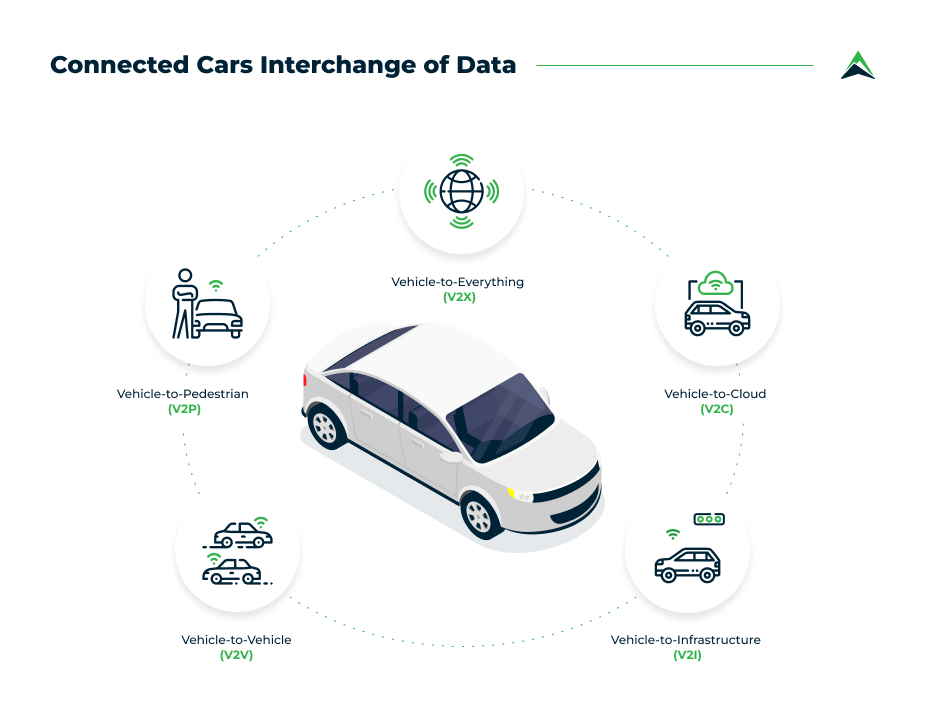 Connected Cars Interchange of Data
Vehicle-to-Everything
(V2X)
Vehicle-to-Pedestrian
(V2P)
Vehicle-to-Cloud
(V2C)
Vehicle-to-Vehicle
(V2V)
Vehicle-to-Infrastructure
(V2I)